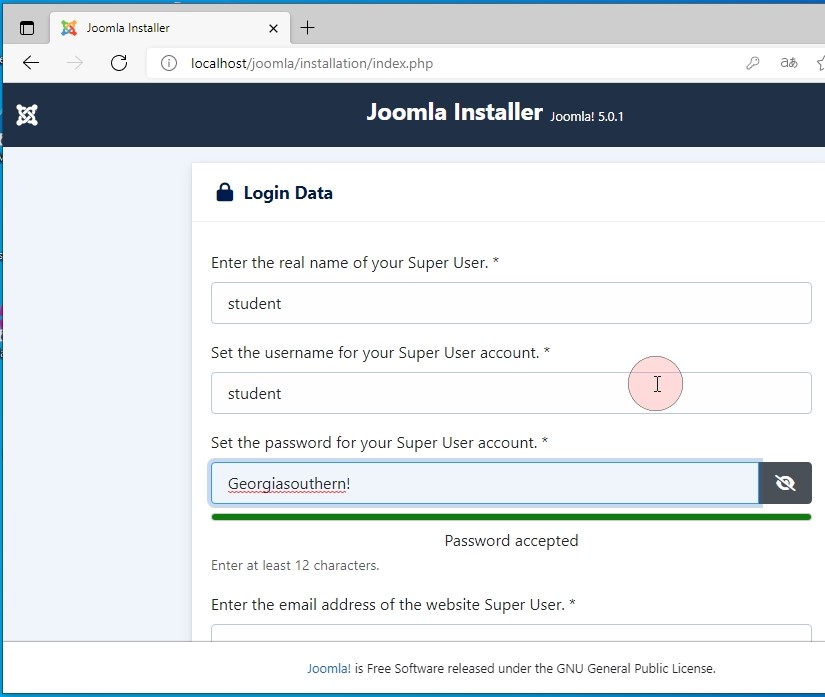 Joomla Installer
localhost/joomla/installation/index.php
aあ
Joomla Installer Joomla! 5.0.1
Login Data
Enter the real name of your Super User. *
student
Set the username for your Super User account. *
student
Set the password for your Super User account. *
Georgiasouthern!
Password accepted
Enter at least 12 characters.
Enter the email address of the website Super User. *
Joomla! is Free Software released under the GNU General Public License.